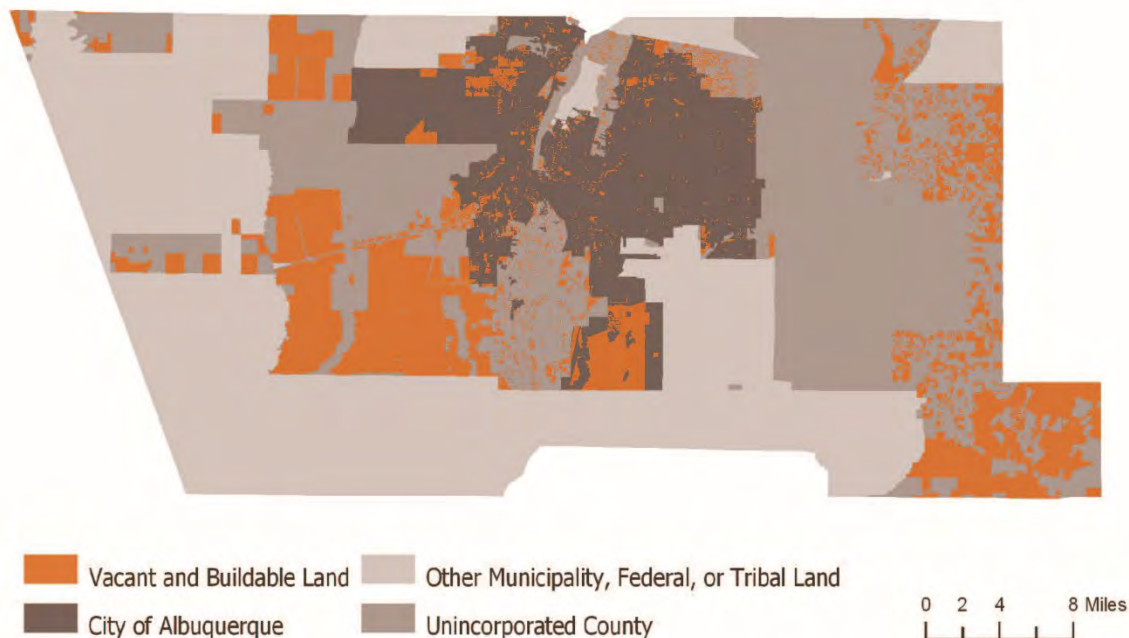 Vacant and Buildable Land
Other Municipality, Federal, or Tribal Land
City of Albuquerque
Unincorporated County
0 2 4 8 Miles